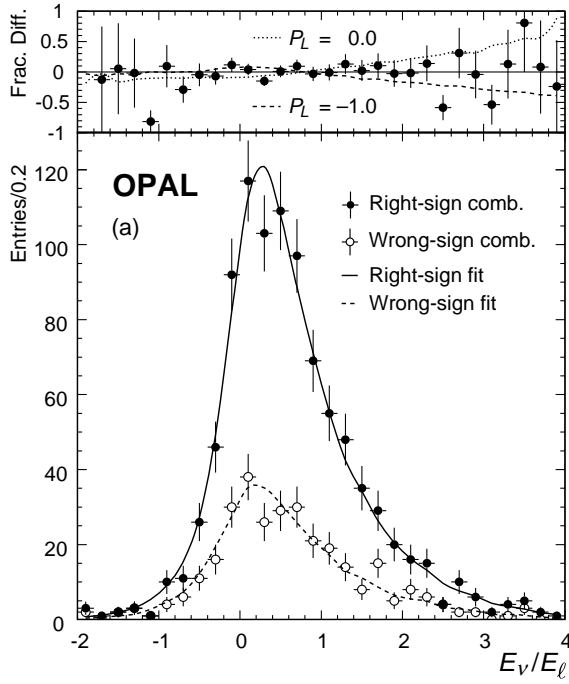 Frac. Diff.
1
0.5
0
-0.5
-1
P_L = 0.0
P_L = −1.0
Entries/0.2
120
100
80
60
40
20
0
OPAL
(a)
Right-sign comb.
Wrong-sign comb.
Right-sign fit
Wrong-sign fit
-2 -1 0 1 2 3 4
E_ν/E_ℓ